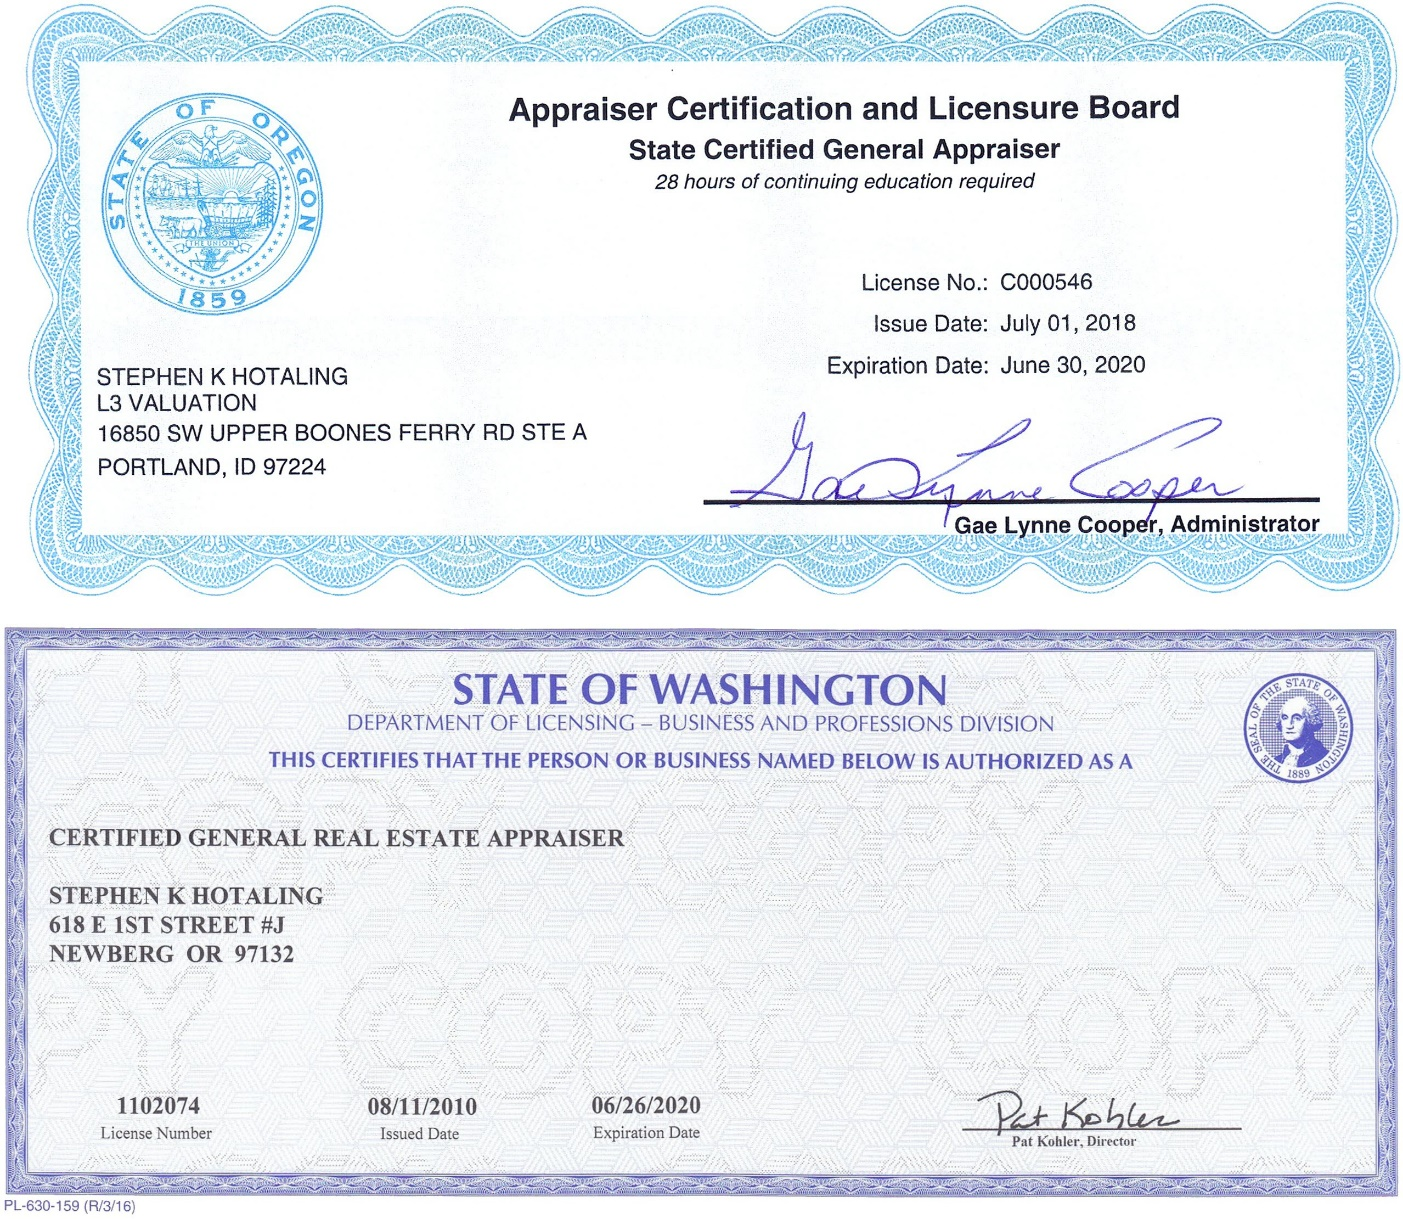 STATE OF OREGON
THE UNION
1859
Appraiser Certification and Licensure Board
State Certified General Appraiser
28 hours of continuing education required
License No.: C000546
Issue Date: July 01, 2018
Expiration Date: June 30, 2020
STEPHEN K HOTALING
L3 VALUATION
16850 SW UPPER BOONES FERRY RD STE A
PORTLAND, ID 97224
Gae Lynne Cooper
Gae Lynne Cooper, Administrator
STATE OF WASHINGTON
DEPARTMENT OF LICENSING – BUSINESS AND PROFESSIONS DIVISION
THIS CERTIFIES THAT THE PERSON OR BUSINESS NAMED BELOW IS AUTHORIZED AS A
THE SEAL OF THE STATE OF WASHINGTON
1889
CERTIFIED GENERAL REAL ESTATE APPRAISER
STEPHEN K HOTALING
618 E 1ST STREET #J
NEWBERG OR 97132
COPY COPY COPY
COPY COPY COPY
1102074 08/11/2010 06/26/2020
License Number Issued Date Expiration Date
Pat Kohler
Pat Kohler, Director
PL-630-159 (R/3/16)